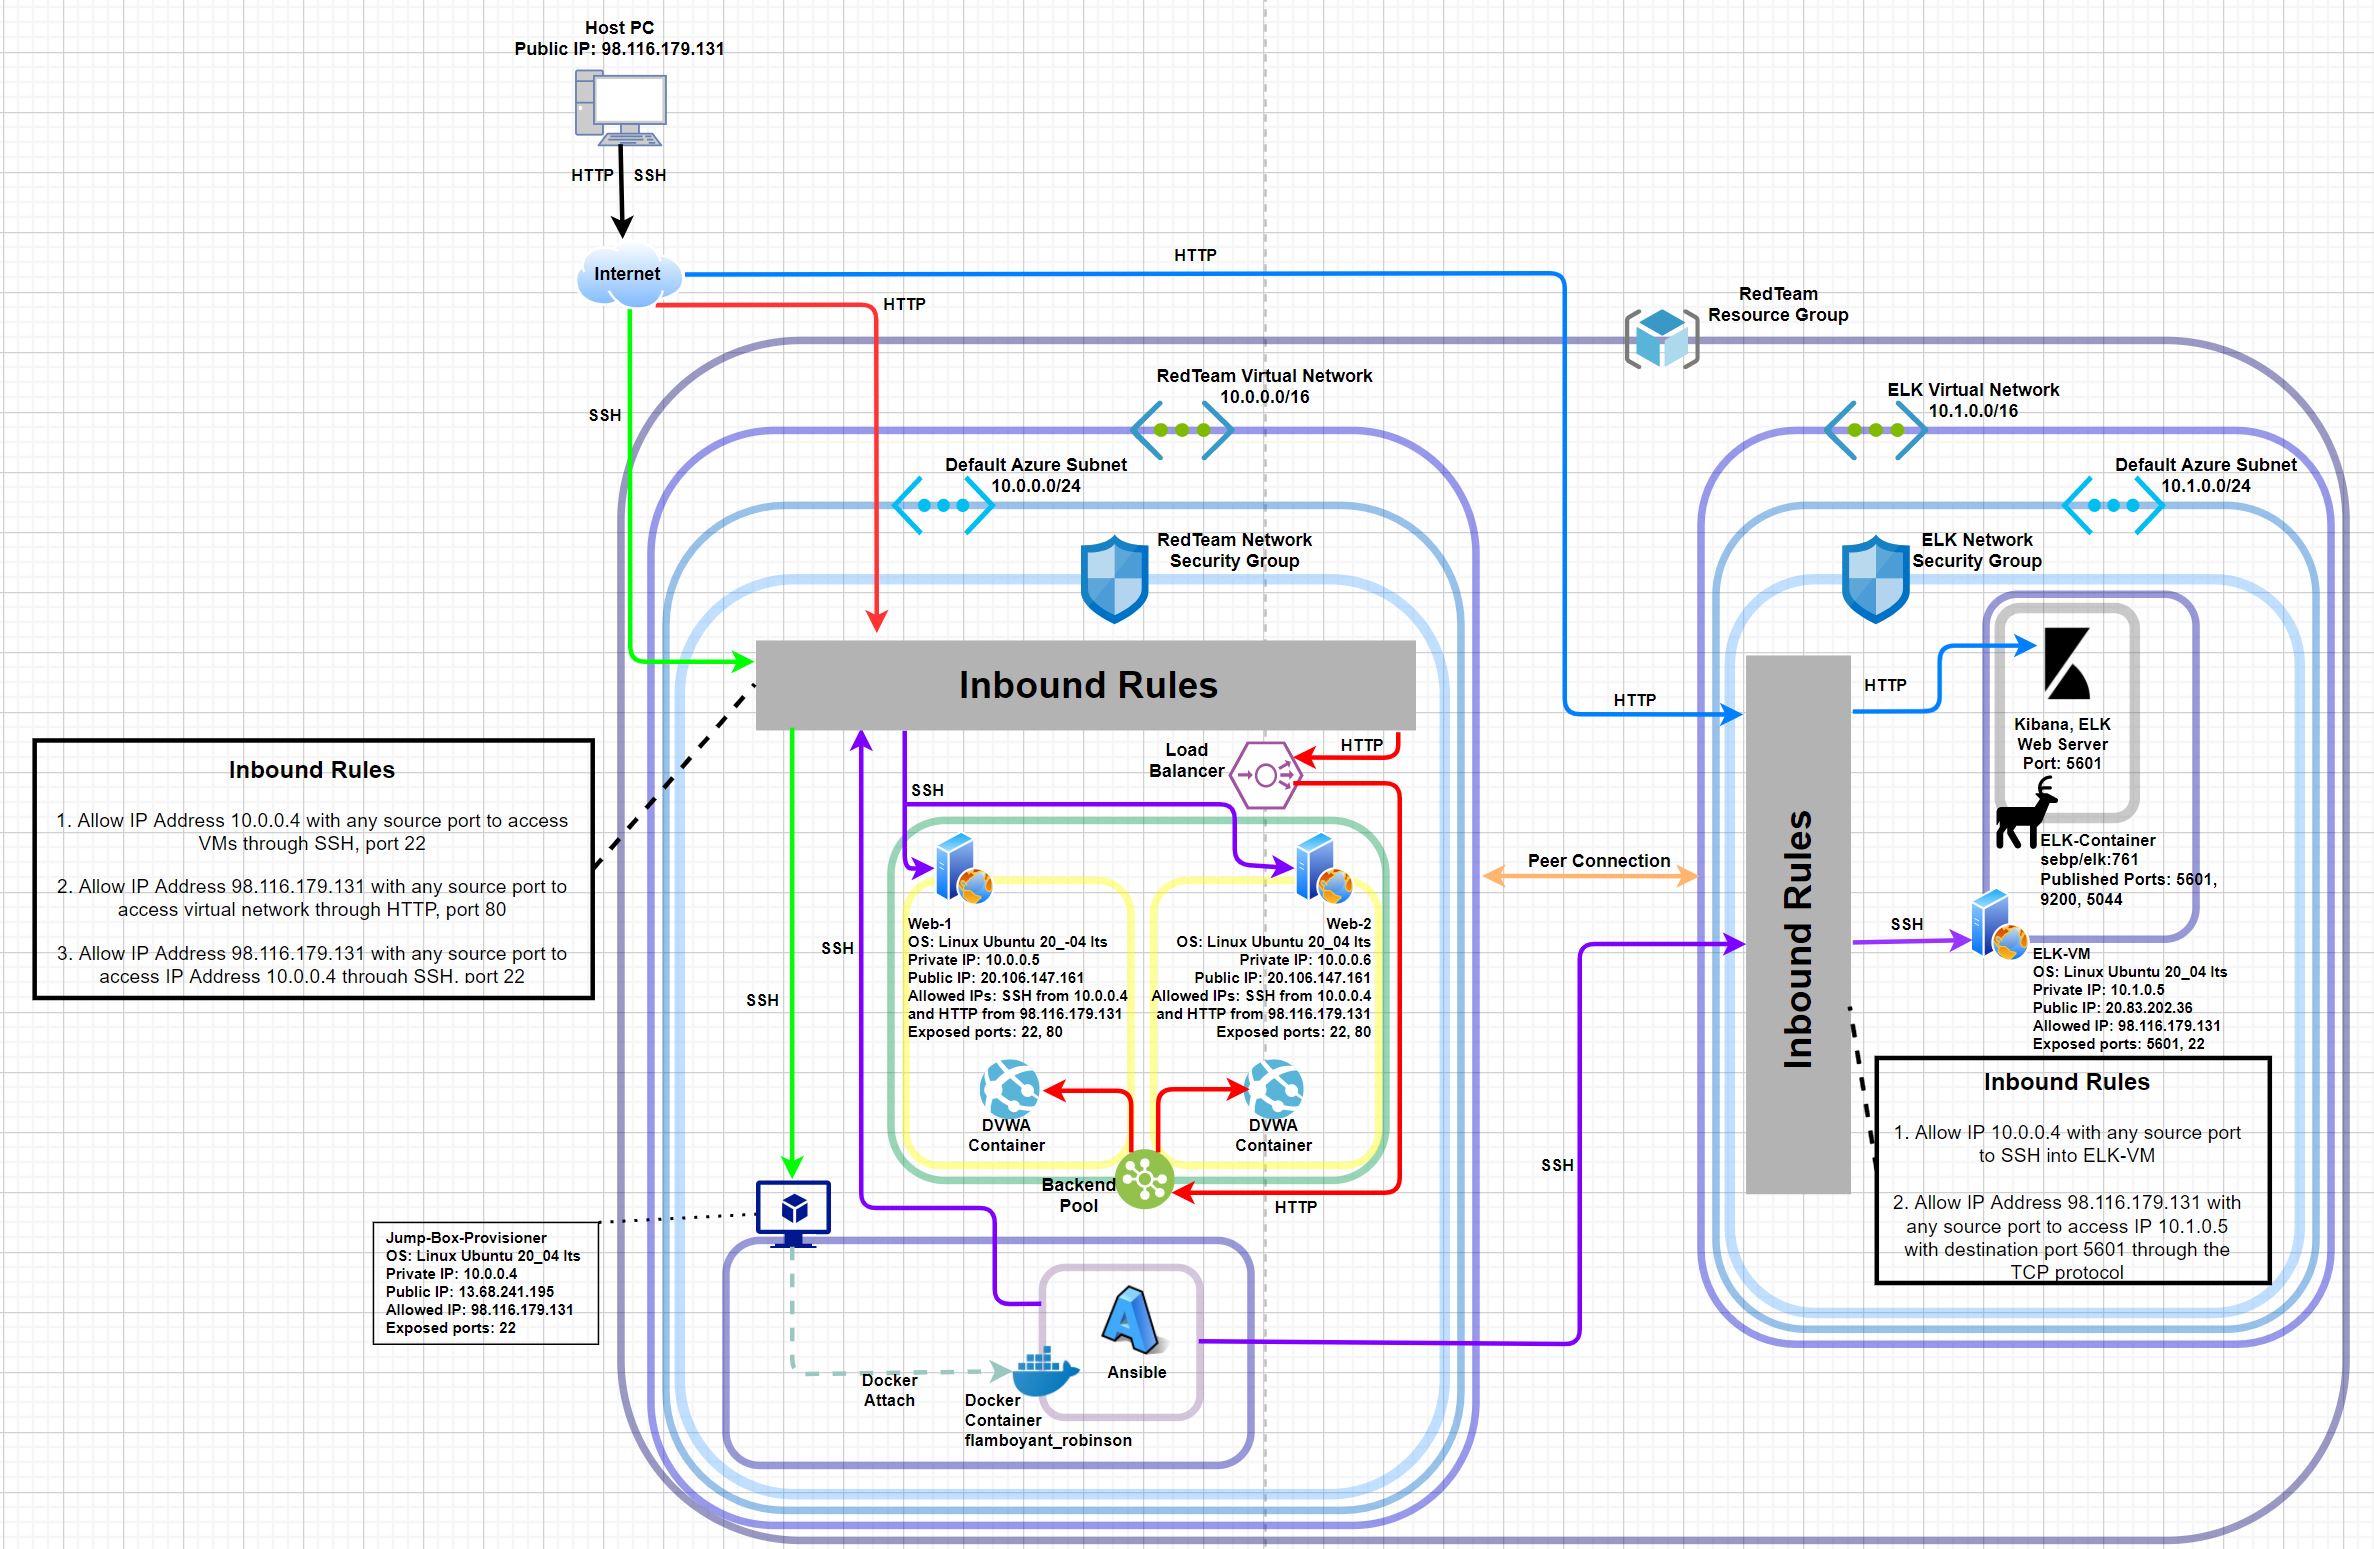 Host PC
Public IP: 98.116.179.131
HTTP
SSH
Internet
HTTP
HTTP
SSH
RedTeam
Resource Group
RedTeam Virtual Network
10.0.0.0/16
ELK Virtual Network
10.1.0.0/16
Default Azure Subnet
10.0.0.0/24
Default Azure Subnet
10.1.0.0/24
RedTeam Network
Security Group
ELK Network
Security Group
Inbound Rules
HTTP
HTTP
Kibana, ELK
Web Server
Port: 5601
Inbound Rules
1. Allow IP Address 10.0.0.4 with any source port to access
VMs through SSH, port 22
2. Allow IP Address 98.116.179.131 with any source port to
access virtual network through HTTP, port 80
3. Allow IP Address 98.116.179.131 with any source port to
access IP Address 10.0.0.4 through SSH, port 22
Load
Balancer
HTTP
SSH
Peer Connection
Inbound Rules
ELK-Container
sebp/elk:761
Published Ports: 5601,
9200, 5044
SSH
ELK-VM
OS: Linux Ubuntu 20_04 lts
Private IP: 10.1.0.5
Public IP: 20.83.202.36
Allowed IP: 98.116.179.131
Exposed ports: 5601, 22
SSH
SSH
Web-1
OS: Linux Ubuntu 20_-04 lts
Private IP: 10.0.0.5
Public IP: 20.106.147.161
Allowed IPs: SSH from 10.0.0.4
and HTTP from 98.116.179.131
Exposed ports: 22, 80
Web-2
OS: Linux Ubuntu 20_04 lts
Private IP: 10.0.0.6
Public IP: 20.106.147.161
Allowed IPs: SSH from 10.0.0.4
and HTTP from 98.116.179.131
Exposed ports: 22, 80
DVWA
Container
DVWA
Container
Backend
Pool
HTTP
SSH
Inbound Rules
1. Allow IP 10.0.0.4 with any source port
to SSH into ELK-VM
2. Allow IP Address 98.116.179.131 with
any source port to access IP 10.1.0.5
with destination port 5601 through the
TCP protocol
Jump-Box-Provisioner
OS: Linux Ubuntu 20_04 lts
Private IP: 10.0.0.4
Public IP: 13.68.241.195
Allowed IP: 98.116.179.131
Exposed ports: 22
Ansible
Docker
Attach
Docker
Container
flamboyant_robinson